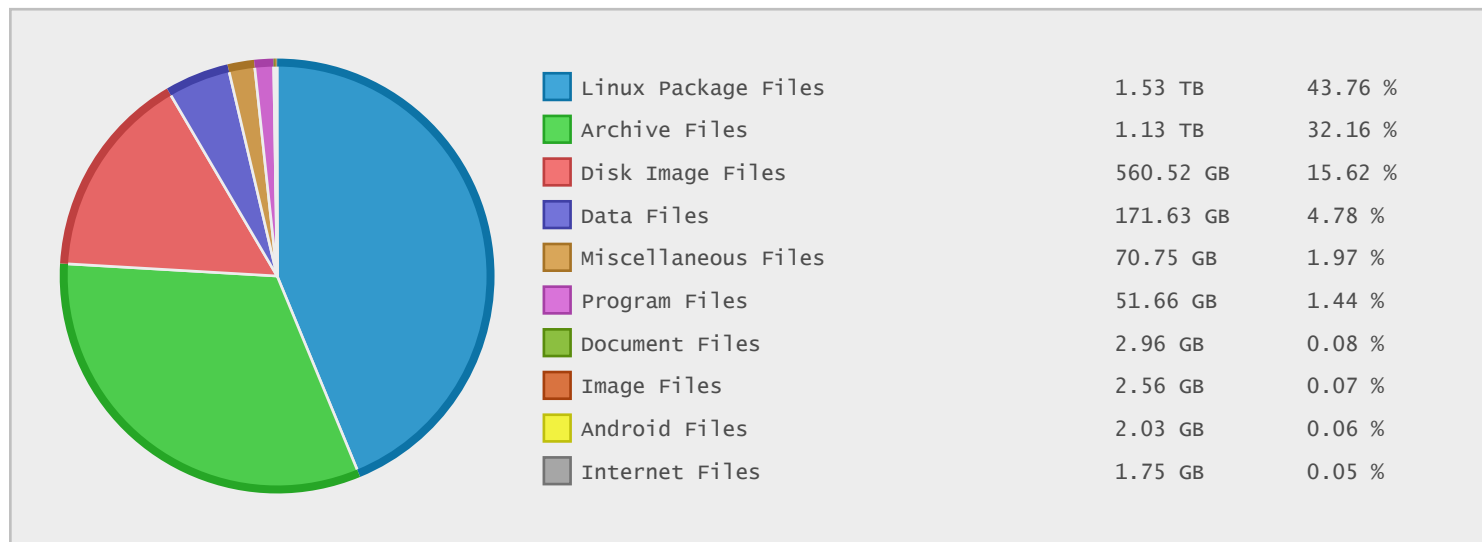 Linux Package Files 1.53 TB 43.76 %
Archive Files 1.13 TB 32.16 %
Disk Image Files 560.52 GB 15.62 %
Data Files 171.63 GB 4.78 %
Miscellaneous Files 70.75 GB 1.97 %
Program Files 51.66 GB 1.44 %
Document Files 2.96 GB 0.08 %
Image Files 2.56 GB 0.07 %
Android Files 2.03 GB 0.06 %
Internet Files 1.75 GB 0.05 %